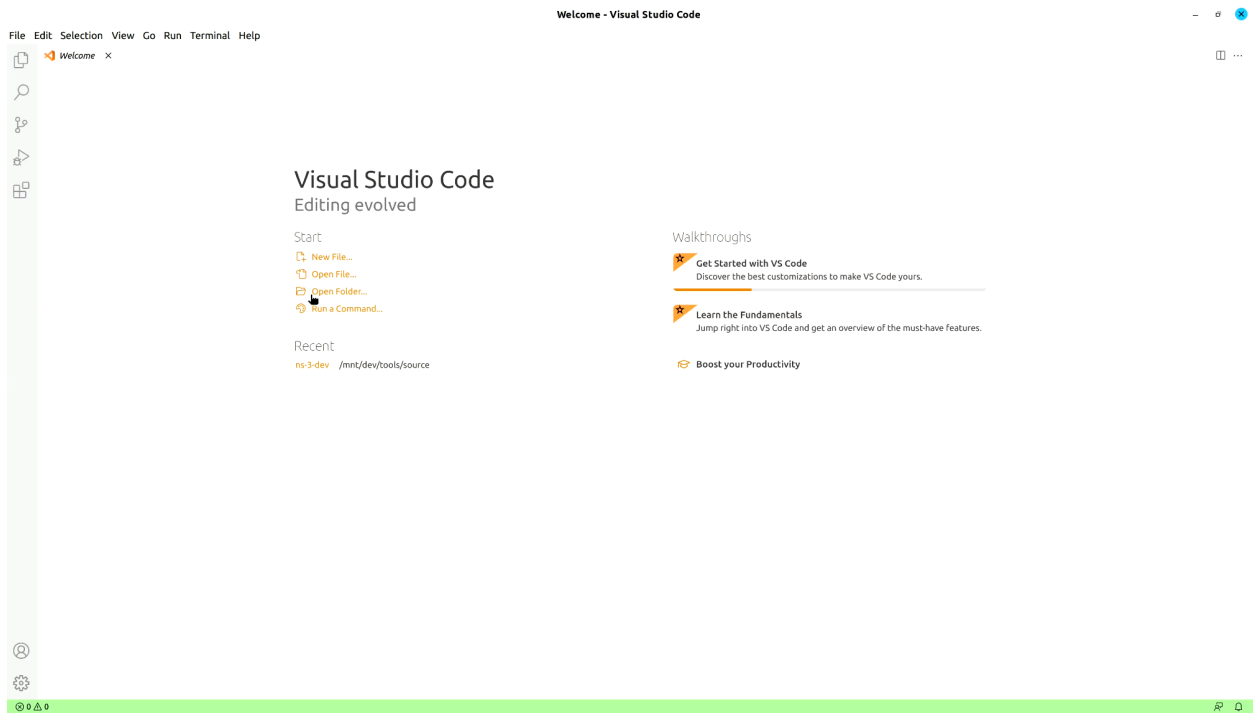 Welcome - Visual Studio Code
File Edit Selection View Go Run Terminal Help
Welcome
Visual Studio Code
Editing evolved
Start
New File...
Open File...
Open Folder...
Run a Command...
Recent
ns-3-dev /mnt/dev/tools/source
Walkthroughs
Get Started with VS Code
Discover the best customizations to make VS Code yours.
Learn the Fundamentals
Jump right into VS Code and get an overview of the must-have features.
Boost your Productivity
0 0